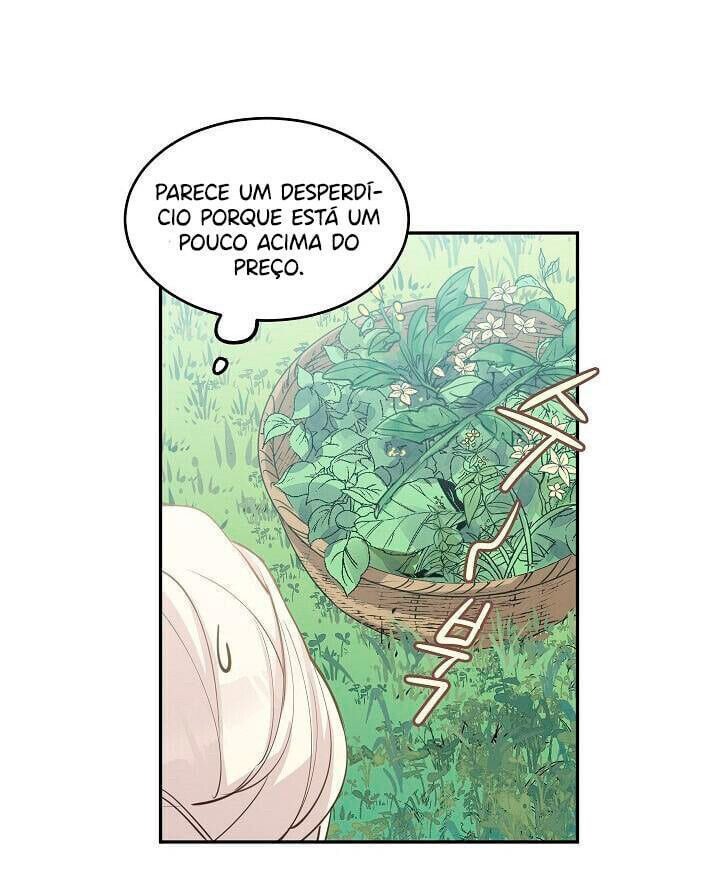 PARECE UM DESPERDÍ-
CIO PORQUE ESTÁ UM
POUCO ACIMA DO
PREÇO.